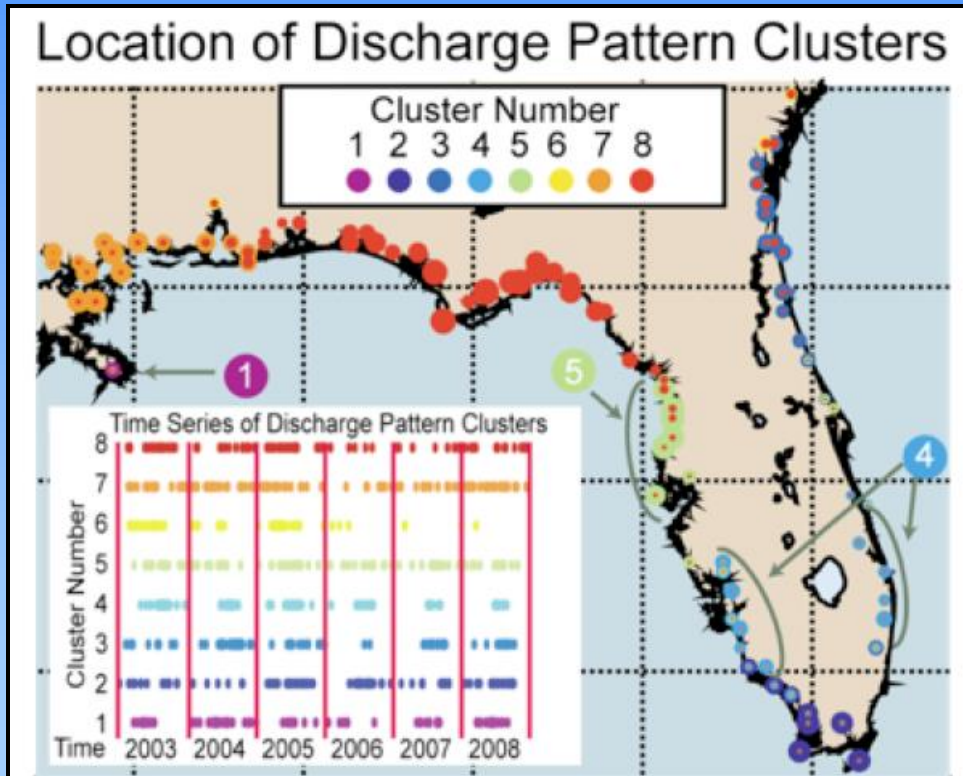 Location of Discharge Pattern Clusters
Cluster Number
1 2 3 4 5 6 7 8
1
5
4
Time Series of Discharge Pattern Clusters
8
7
6
5
4
3
2
1
Cluster Number
Time 2003 2004 2005 2006 2007 2008